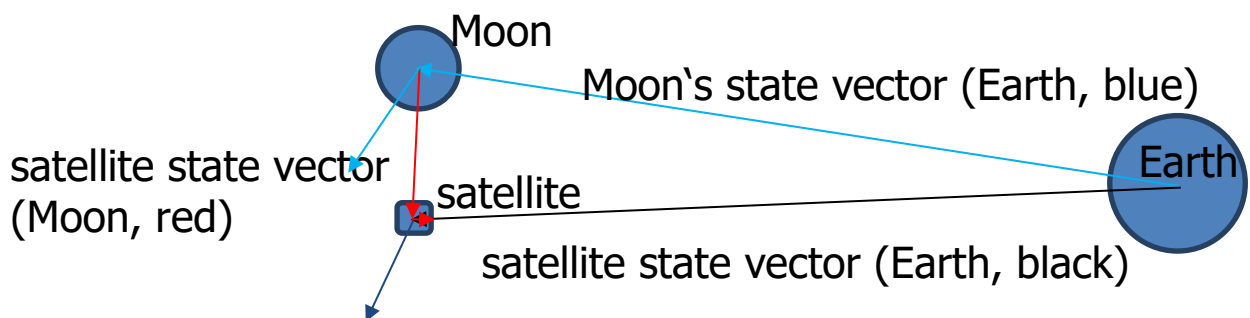 Moon
Moon‘s state vector (Earth, blue)
Earth
satellite state vector
(Moon, red)
satellite
satellite state vector (Earth, black)